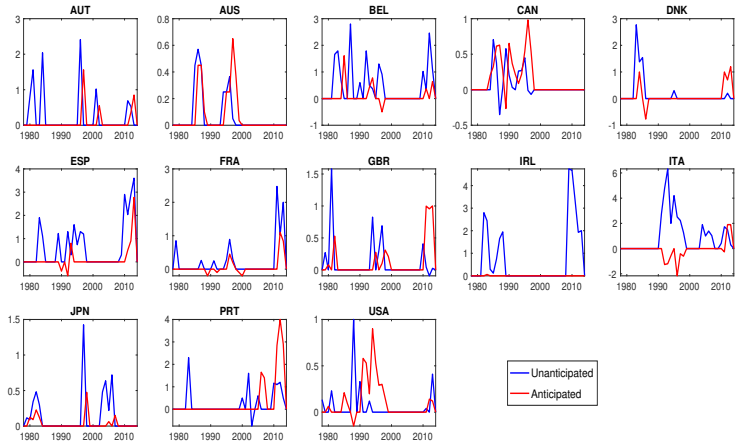 AUT AUS BEL CAN DNK
3 0.8 3 1 3
2 0.6 2 0.5 2
1 0.4 1 0 1
0.2 0 0
0 0 -1 -0.5 -1
1980 1990 2000 2010 1980 1990 2000 2010 1980 1990 2000 2010 1980 1990 2000 2010 1980 1990 2000 2010
ESP FRA GBR IRL ITA
4 4 1.5 4 6
3 3 1 3 4
2 2 0.5 2 2
1 1 0 1 0
0 0 0 -2
1980 1990 2000 2010 1980 1990 2000 2010 1980 1990 2000 2010 1980 1990 2000 2010 1980 1990 2000 2010
JPN PRT USA
1.5 4 1
1 3 0.5
0.5 2 0
0 1
0
1980 1990 2000 2010 1980 1990 2000 2010 1980 1990 2000 2010
Unanticipated
Anticipated